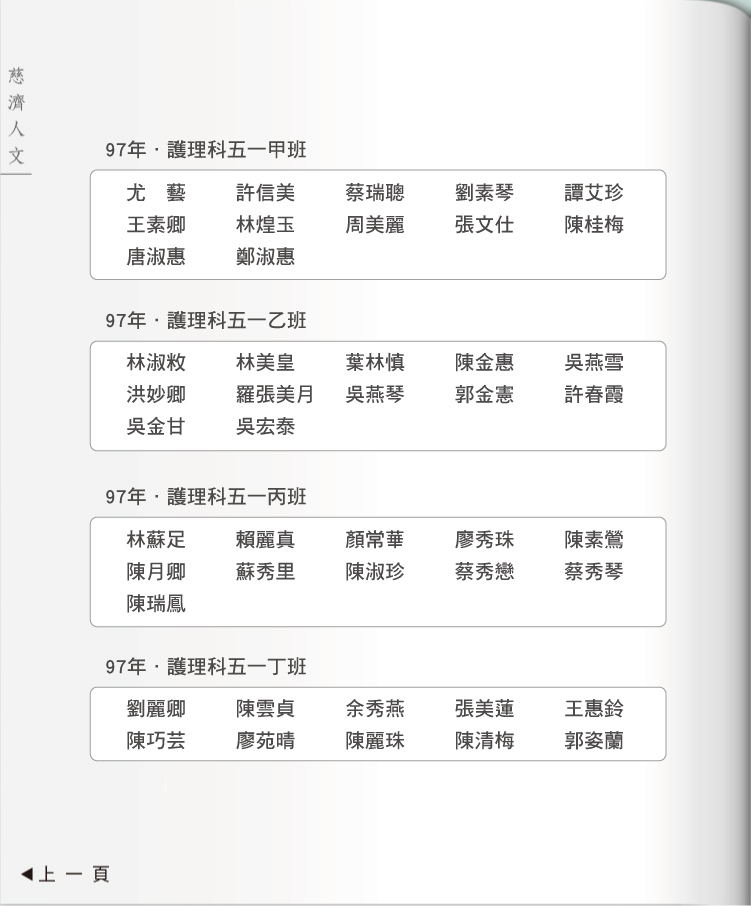 慈濟人文
97年．護理科五一甲班
尤　藝　許信美　蔡瑞聰　劉素琴　譚艾珍
王素卿　林煌玉　周美麗　張文仕　陳桂梅
唐淑惠　鄭淑惠
97年．護理科五一乙班
林淑敉　林美皇　葉林慎　陳金惠　吳燕雪
洪妙卿　羅張美月　吳燕琴　郭金憲　許春霞
吳金甘　吳宏泰
97年．護理科五一丙班
林蘇足　賴麗真　顏常華　廖秀珠　陳素鶯
陳月卿　蘇秀里　陳淑珍　蔡秀戀　蔡秀琴
陳瑞鳳
97年．護理科五一丁班
劉麗卿　陳雲貞　余秀燕　張美蓮　王惠鈴
陳巧芸　廖苑晴　陳麗珠　陳清梅　郭姿蘭
◀上一頁